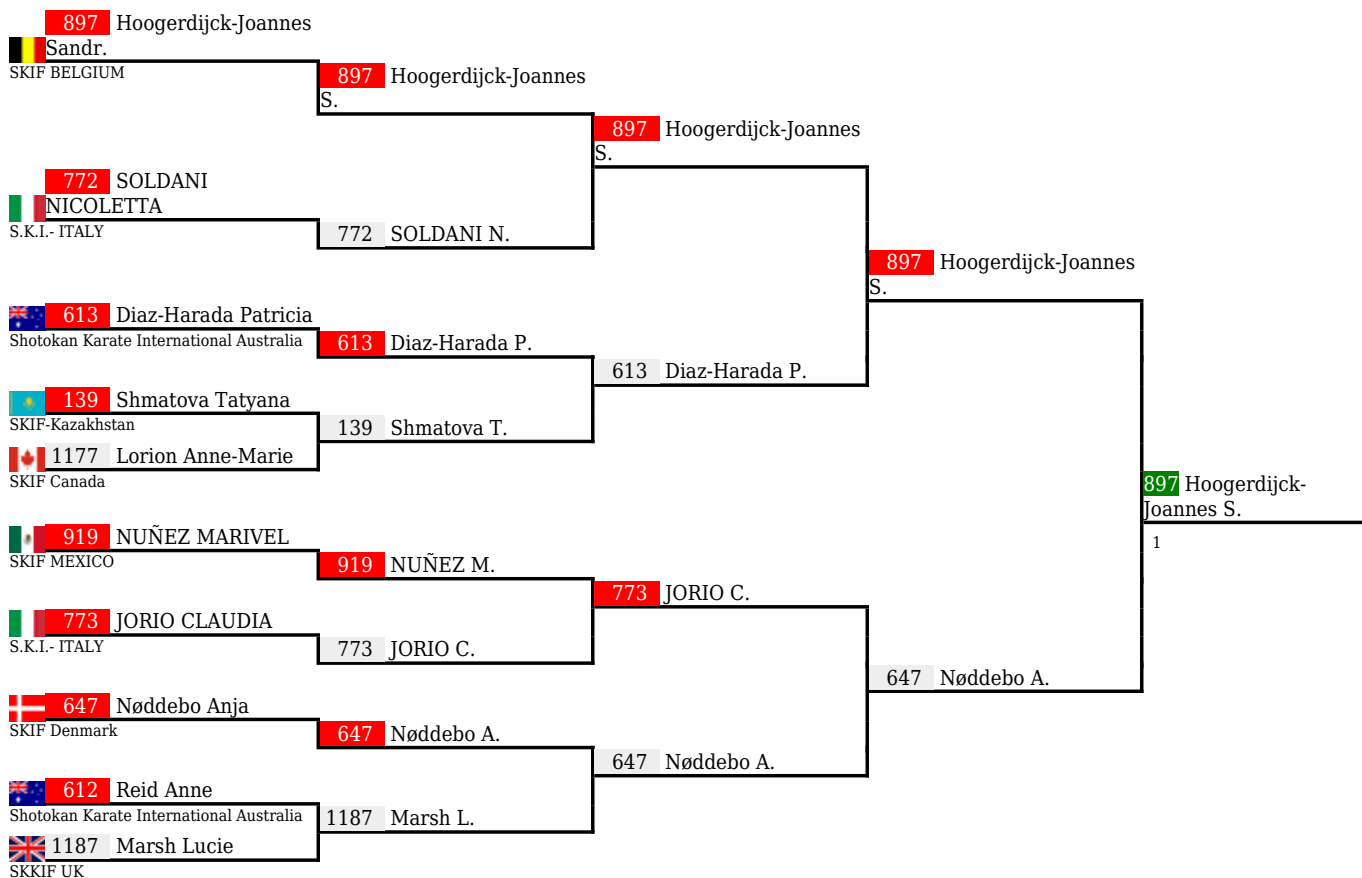 897 Hoogerdijck-Joannes
Sandr.
SKIF BELGIUM
897 Hoogerdijck-Joannes
S.
897 Hoogerdijck-Joannes
S.
772 SOLDANI
NICOLETTA
S.K.I.- ITALY
772 SOLDANI N.
897 Hoogerdijck-Joannes
S.
613 Diaz-Harada Patricia
Shotokan Karate International Australia
613 Diaz-Harada P.
613 Diaz-Harada P.
139 Shmatova Tatyana
SKIF-Kazakhstan
139 Shmatova T.
1177 Lorion Anne-Marie
SKIF Canada
897 Hoogerdijck-
Joannes S.
1
919 NUÑEZ MARIVEL
SKIF MEXICO
919 NUÑEZ M.
773 JORIO C.
773 JORIO CLAUDIA
S.K.I.- ITALY
773 JORIO C.
647 Nøddebo A.
647 Nøddebo Anja
SKIF Denmark
647 Nøddebo A.
647 Nøddebo A.
612 Reid Anne
Shotokan Karate International Australia
1187 Marsh L.
1187 Marsh Lucie
SKKIF UK